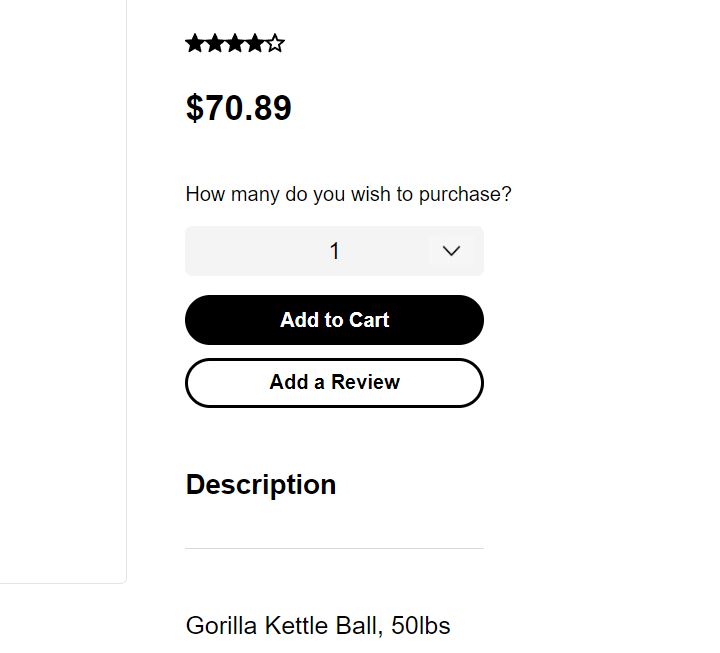 $70.89
How many do you wish to purchase?
1
Add to Cart
Add a Review
Description
Gorilla Kettle Ball, 50lbs